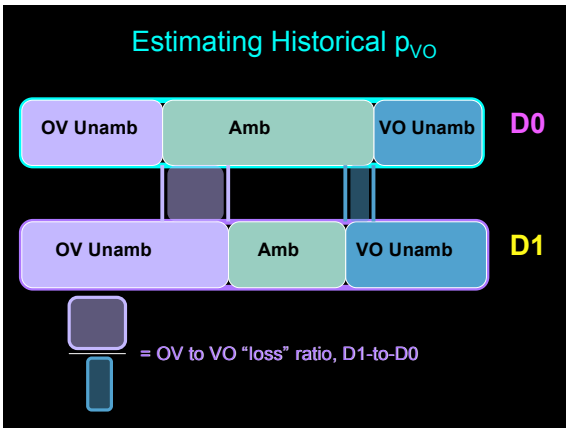 Estimating Historical pVO
OV Unamb Amb VO Unamb D0
OV Unamb Amb VO Unamb D1
= OV to VO “loss” ratio, D1-to-D0